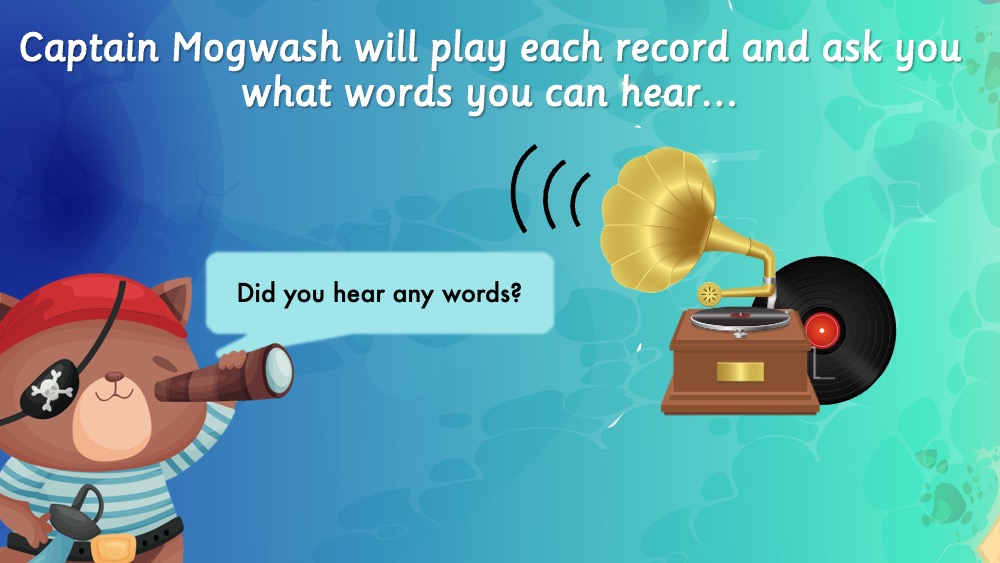 Captain Mogwash will play each record and ask you
what words you can hear...
Did you hear any words?